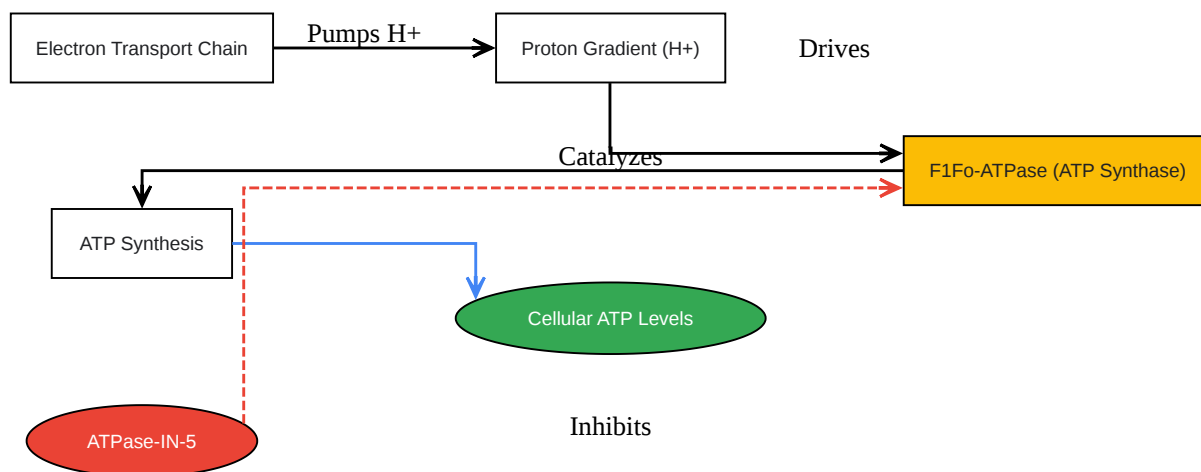 Pumps H+
Electron Transport Chain
Proton Gradient (H+)
Drives
Catalyzes
F1Fo-ATPase (ATP Synthase)
ATP Synthesis
Cellular ATP Levels
Inhibits
ATPase-IN-5